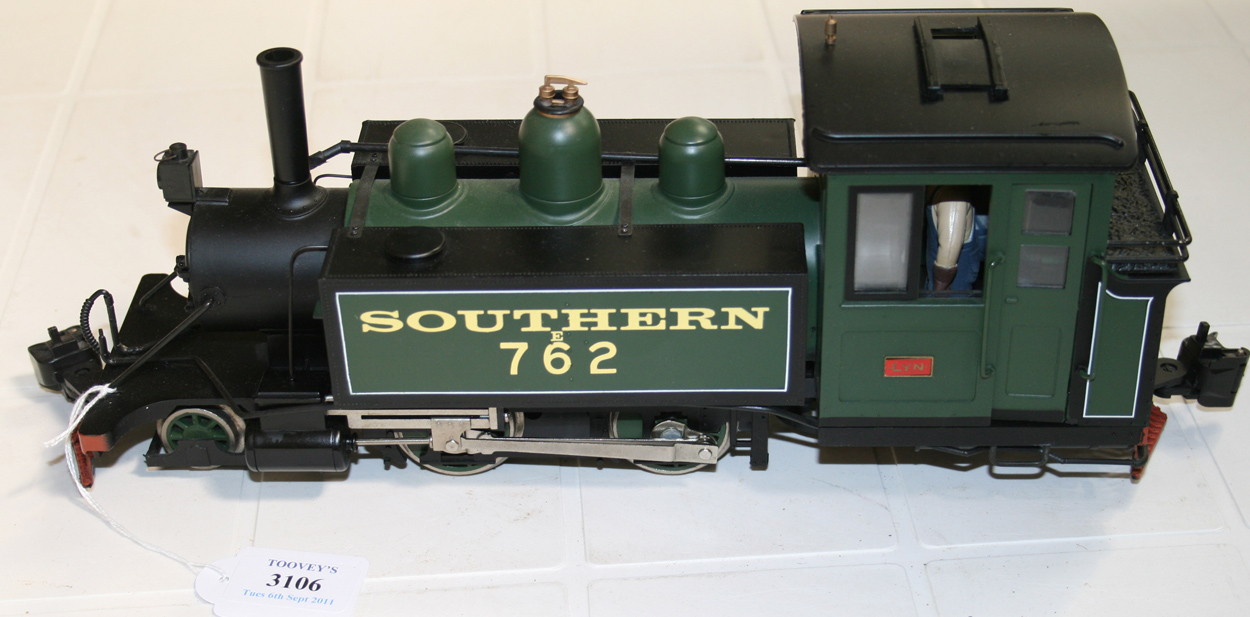 SOUTHERN
E
762
LYN
TOOVEY'S
3106
Tues 6th Sept 2011